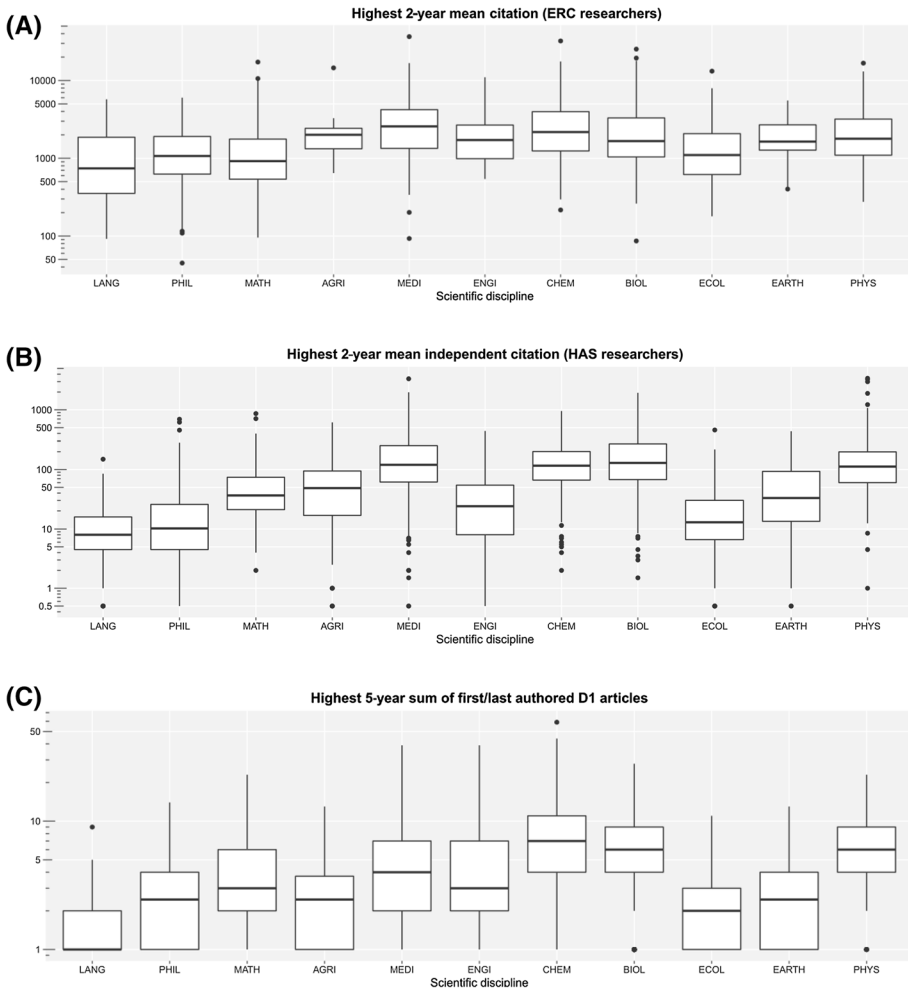 (A)
Highest 2-year mean citation (ERC researchers)
10000
5000
1000
500
100
50
LANG PHIL MATH AGRI MEDI ENGI CHEM BIOL ECOL EARTH PHYS
Scientific discipline
(B)
Highest 2-year mean independent citation (HAS researchers)
1000
500
100
50
10
5
1
0.5
LANG PHIL MATH AGRI MEDI ENGI CHEM BIOL ECOL EARTH PHYS
Scientific discipline
(C)
Highest 5-year sum of first/last authored D1 articles
50
10
5
1
LANG PHIL MATH AGRI MEDI ENGI CHEM BIOL ECOL EARTH PHYS
Scientific discipline